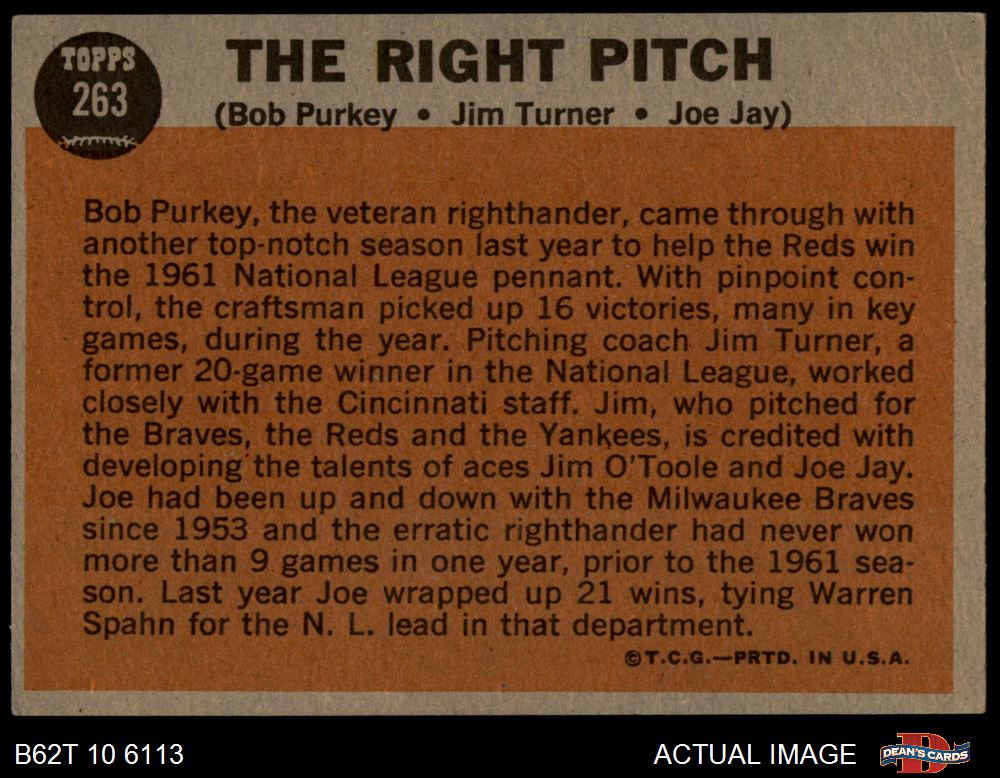 TOPPS
263
THE RIGHT PITCH
(Bob Purkey • Jim Turner • Joe Jay)
Bob Purkey, the veteran righthander, came through with
another top-notch season last year to help the Reds win
the 1961 National League pennant. With pinpoint con-
trol, the craftsman picked up 16 victories, many in key
games, during the year. Pitching coach Jim Turner, a
former 20-game winner in the National League, worked
closely with the Cincinnati staff. Jim, who pitched for
the Braves, the Reds and the Yankees, is credited with
developing the talents of aces Jim O'Toole and Joe Jay.
Joe had been up and down with the Milwaukee Braves
since 1953 and the erratic righthander had never won
more than 9 games in one year, prior to the 1961 sea-
son. Last year Joe wrapped up 21 wins, tying Warren
Spahn for the N. L. lead in that department.
©T.C.G.—PRTD. IN U.S.A.
B62T 10 6113
ACTUAL IMAGE
D
DEAN'S CARDS